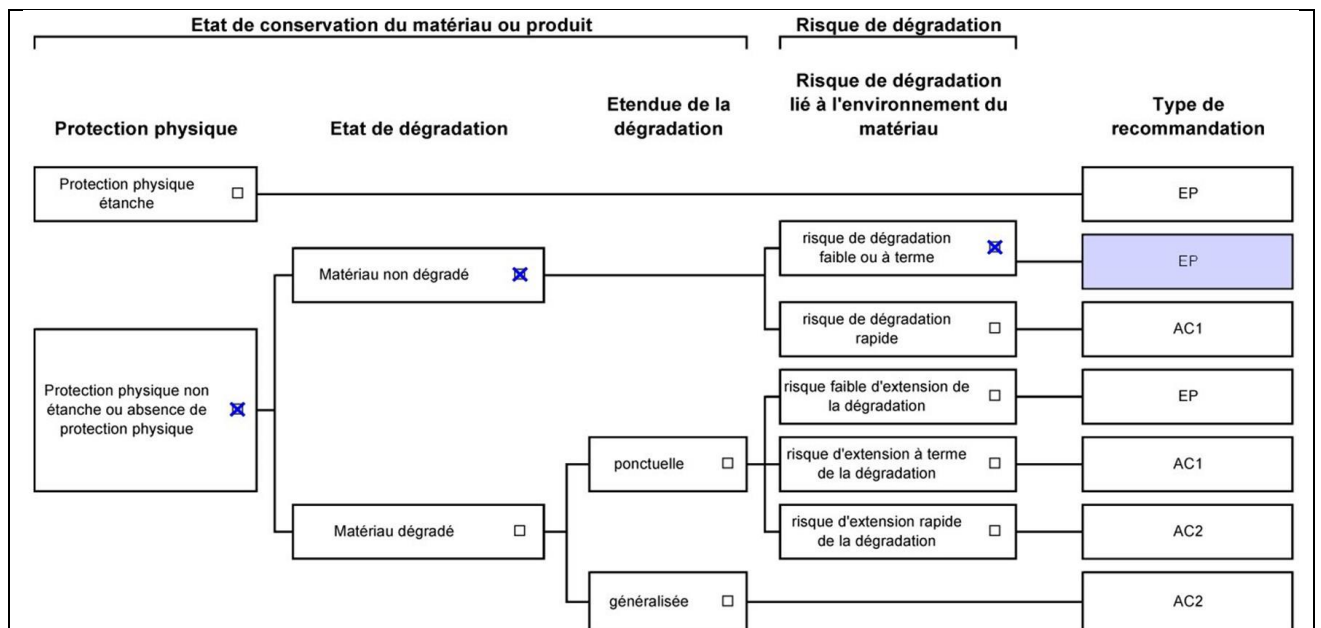 Etat de conservation du matériau ou produit
Risque de dégradation
Protection physique
Etat de dégradation
Etendue de la
dégradation
Risque de dégradation
lié à l'environnement du
matériau
Type de
recommandation
Protection physique
étanche
EP
risque de dégradation
faible ou à terme
EP
Matériau non dégradé
risque de dégradation
rapide
AC1
Protection physique non
étanche ou absence de
protection physique
risque faible d'extension de
la dégradation
EP
ponctuelle
risque d'extension à terme
de la dégradation
AC1
Matériau dégradé
risque d'extension rapide
de la dégradation
AC2
généralisée
AC2